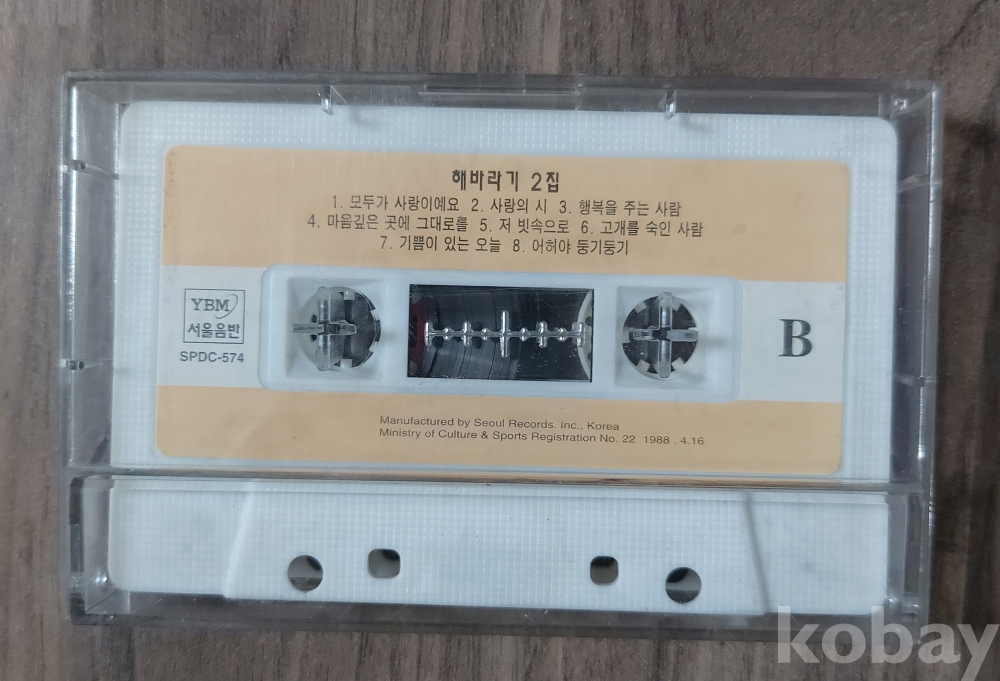 해바라기 2집
1. 모두가 사랑이예요 2. 사랑의 시 3. 행복을 주는 사람
4. 마음깊은 곳에 그대로를 5. 저 빗속으로 6. 고개를 숙인 사람
7. 기쁨이 있는 오늘 8. 어허야 둥기둥기
YBM
서울음반
SPDC-574
B
Manufactured by Seoul Records. Inc., Korea
Ministry of Culture & Sports Registration No. 22 1988 . 4.16
kobay